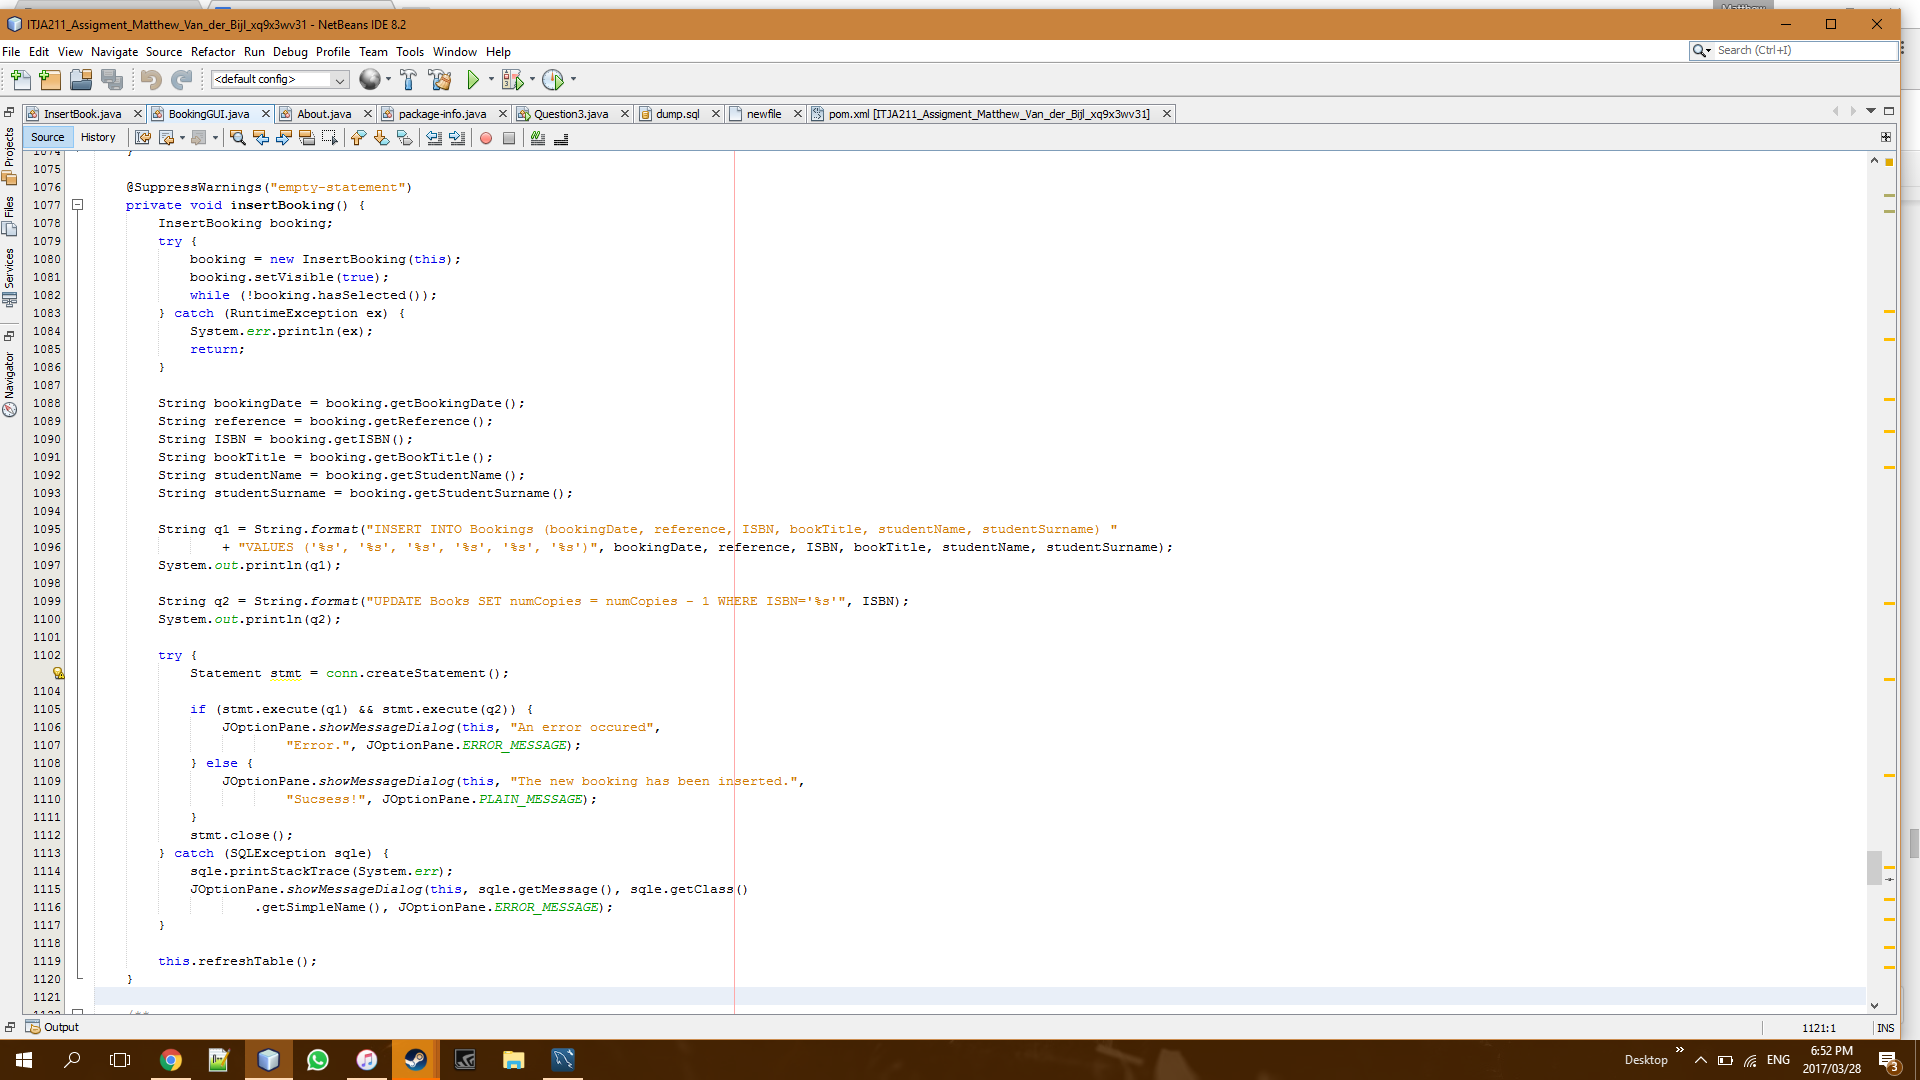 Matthew
ITJA211_Assigment_Matthew_Van_der_Bijl_xq9x3wv31 - NetBeans IDE 8.2
File Edit View Navigate Source Refactor Run Debug Profile Team Tools Window Help
Search (Ctrl+I)
<default config>
InsertBook.java BookingGUI.java About.java package-info.java Question3.java dump.sql newfile pom.xml [ITJA211_Assigment_Matthew_Van_der_Bijl_xq9x3wv31]
Source History
Projects
Files
Services
Navigator
1074 }
1075
1076 @SuppressWarnings("empty-statement")
1077 private void insertBooking() {
1078 InsertBooking booking;
1079 try {
1080 booking = new InsertBooking(this);
1081 booking.setVisible(true);
1082 while (!booking.hasSelected());
1083 } catch (RuntimeException ex) {
1084 System.err.println(ex);
1085 return;
1086 }
1087
1088 String bookingDate = booking.getBookingDate();
1089 String reference = booking.getReference();
1090 String ISBN = booking.getISBN();
1091 String bookTitle = booking.getBookTitle();
1092 String studentName = booking.getStudentName();
1093 String studentSurname = booking.getStudentSurname();
1094
1095 String q1 = String.format("INSERT INTO Bookings (bookingDate, reference, ISBN, bookTitle, studentName, studentSurname) "
1096 + "VALUES ('%s', '%s', '%s', '%s', '%s', '%s')", bookingDate, reference, ISBN, bookTitle, studentName, studentSurname);
1097 System.out.println(q1);
1098
1099 String q2 = String.format("UPDATE Books SET numCopies = numCopies - 1 WHERE ISBN='%s'", ISBN);
1100 System.out.println(q2);
1101
1102 try {
Statement stmt = conn.createStatement();
1104
1105 if (stmt.execute(q1) && stmt.execute(q2)) {
1106 JOptionPane.showMessageDialog(this, "An error occured",
1107 "Error.", JOptionPane.ERROR_MESSAGE);
1108 } else {
1109 JOptionPane.showMessageDialog(this, "The new booking has been inserted.",
1110 "Sucsess!", JOptionPane.PLAIN_MESSAGE);
1111 }
1112 stmt.close();
1113 } catch (SQLException sqle) {
1114 sqle.printStackTrace(System.err);
1115 JOptionPane.showMessageDialog(this, sqle.getMessage(), sqle.getClass()
1116 .getSimpleName(), JOptionPane.ERROR_MESSAGE);
1117 }
1118
1119 this.refreshTable();
1120 }
1121
1122 /**
Output
1121:1 INS
Desktop
ENG
6:52 PM
2017/03/28
3